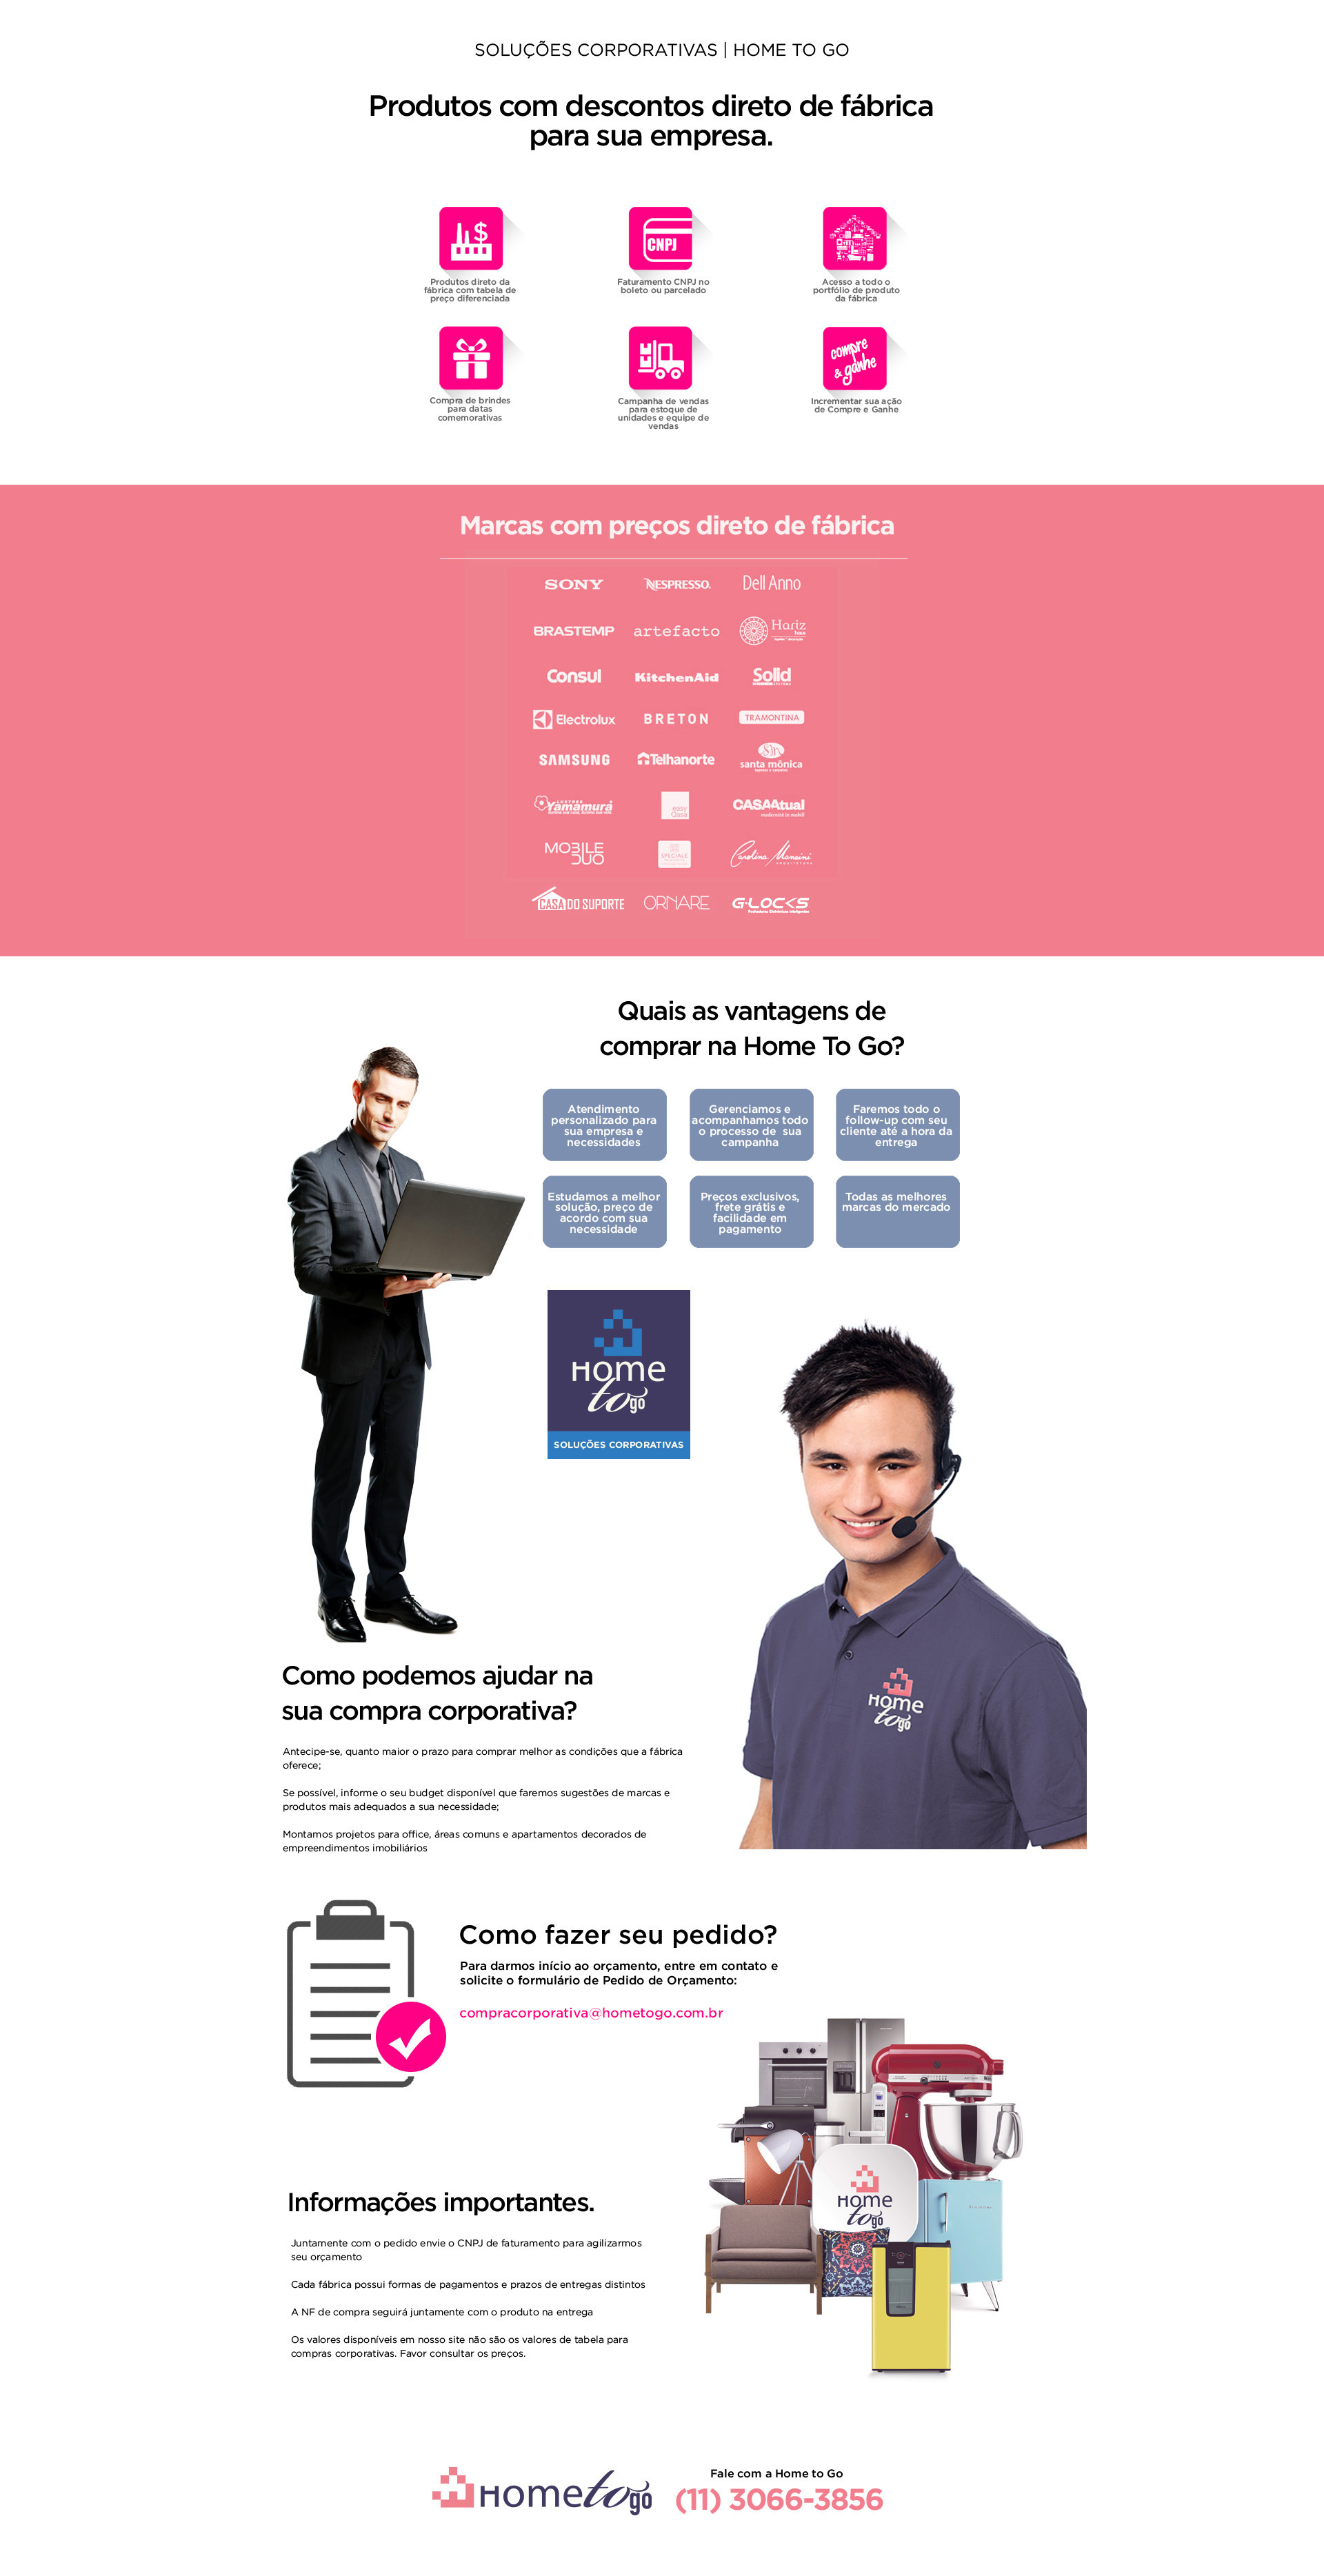 SOLUÇÕES CORPORATIVAS | HOME TO GO
Produtos com descontos direto de fábrica
para sua empresa.
$
CNPJ
Produtos direto da
fábrica com tabela de
preço diferenciada
Faturamento CNPJ no
boleto ou parcelado
Acesso a todo o
portfólio de produto
da fábrica
compre
& ganhe
Compra de brindes
para datas
comemorativas
Campanha de vendas
para estoque de
unidades e equipe de
vendas
Incrementar sua ação
de Compre e Ganhe
Marcas com preços direto de fábrica
SONY
NESPRESSO
Dell Anno
BRASTEMP
artefacto
Hariz
Consul
KitchenAid
Solid
Electrolux
BRETON
TRAMONTINA
SAMSUNG
Telhanorte
santa mônica
Yamamura
easy
CASAAtual
MOBILE
DUO
SPECIALE
Carolina Mancini
CASA DO SUPORTE
ORNARE
G-LOCKS
Quais as vantagens de
comprar na Home To Go?
Atendimento
personalizado para
sua empresa e
necessidades
Gerenciamos e
acompanhamos todo
o processo de sua
campanha
Faremos todo o
follow-up com seu
cliente até a hora da
entrega
Estudamos a melhor
solução, preço de
acordo com sua
necessidade
Preços exclusivos,
frete grátis e
facilidade em
pagamento
Todas as melhores
marcas do mercado
Home
to go
SOLUÇÕES CORPORATIVAS
Home
to go
Como podemos ajudar na
sua compra corporativa?
Antecipe-se, quanto maior o prazo para comprar melhor as condições que a fábrica
oferece;
Se possível, informe o seu budget disponível que faremos sugestões de marcas e
produtos mais adequados a sua necessidade;
Montamos projetos para office, áreas comuns e apartamentos decorados de
empreendimentos imobiliários
Como fazer seu pedido?
Para darmos início ao orçamento, entre em contato e
solicite o formulário de Pedido de Orçamento:
compracorporativa@hometogo.com.br
Home
to go
Informações importantes.
Juntamente com o pedido envie o CNPJ de faturamento para agilizarmos
seu orçamento
Cada fábrica possui formas de pagamentos e prazos de entregas distintos
A NF de compra seguirá juntamente com o produto na entrega
Os valores disponíveis em nosso site não são os valores de tabela para
compras corporativas. Favor consultar os preços.
Home to go
Fale com a Home to Go
(11) 3066-3856